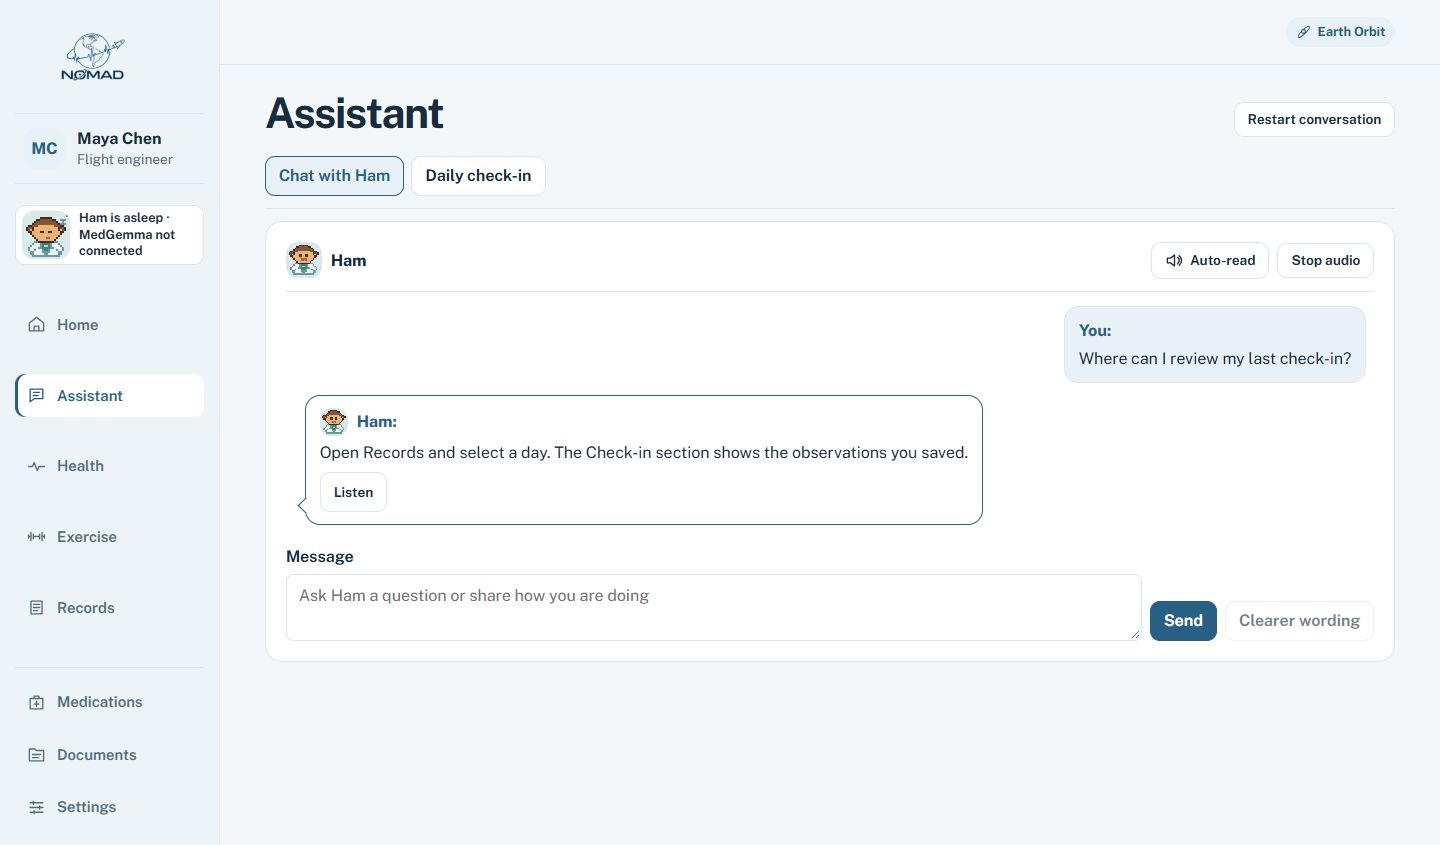 NOMAD
MC
Maya Chen
Flight engineer
Ham is asleep ·
MedGemma not
connected
Home
Assistant
Health
Exercise
Records
Medications
Documents
Settings
Earth Orbit
Assistant
Restart conversation
Chat with Ham
Daily check-in
Ham
Auto-read
Stop audio
You:
Where can I review my last check-in?
Ham:
Open Records and select a day. The Check-in section shows the observations you saved.
Listen
Message
Ask Ham a question or share how you are doing
Send
Clearer wording